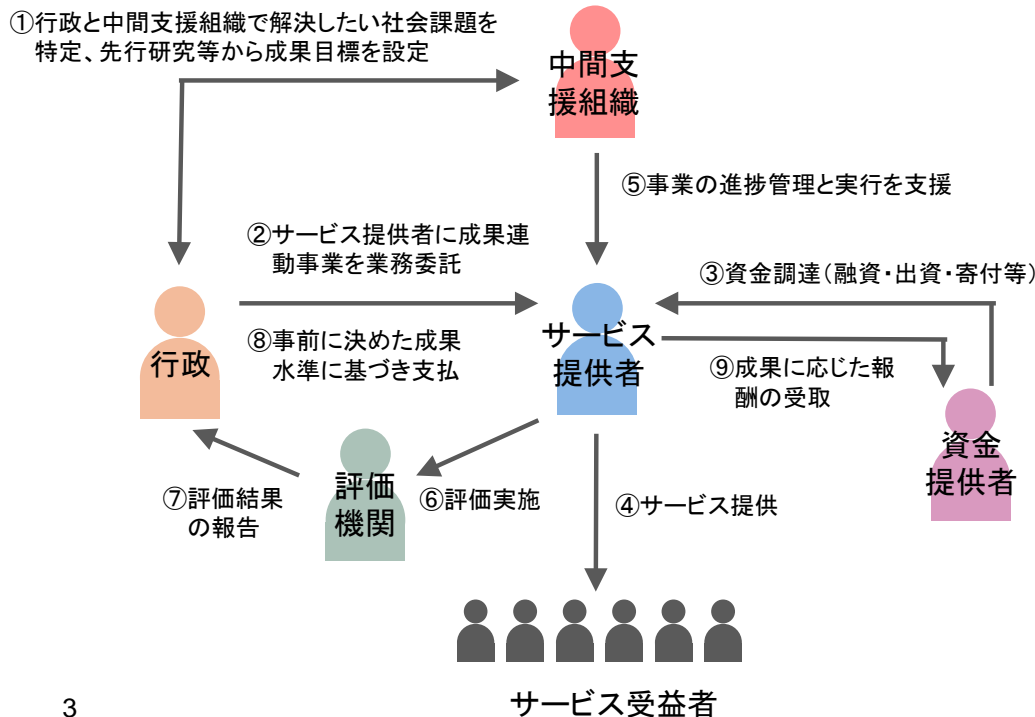 ①行政と中間支援組織で解決したい社会課題を
特定、先行研究等から成果目標を設定
中間支
援組織
⑤事業の進捗管理と実行を支援
②サービス提供者に成果連
動事業を業務委託
③資金調達(融資・出資・寄付等)
行政
⑧事前に決めた成果
水準に基づき支払
サービス
提供者
⑨成果に応じた報
酬の受取
資金
提供者
⑦評価結果
の報告
評価
機関
⑥評価実施
④サービス提供
サービス受益者
3